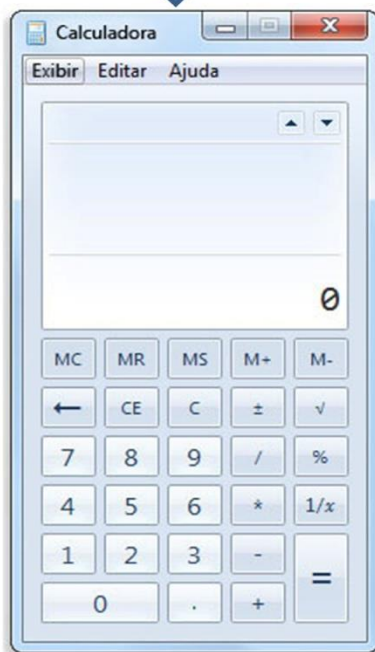 Calculadora
Exibir Editar Ajuda
0
MC MR MS M+ M-
← CE C ± √
7 8 9 / %
4 5 6 * 1/x
1 2 3 - =
0 . +